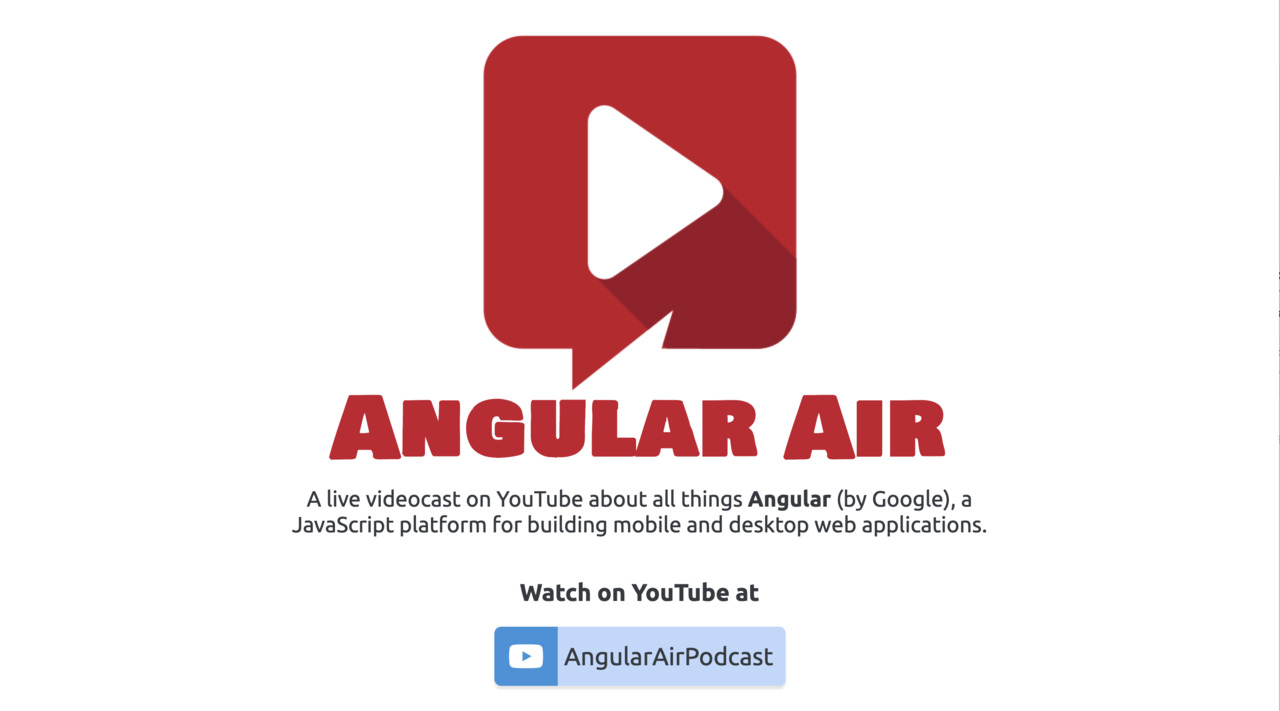 Angular Air
A live videocast on YouTube about all things Angular (by Google), a
JavaScript platform for building mobile and desktop web applications.
Watch on YouTube at
AngularAirPodcast